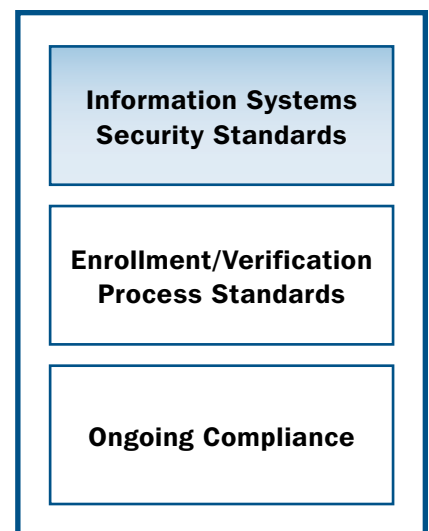 Information Systems
Security Standards
Enrollment/Verification
Process Standards
Ongoing Compliance